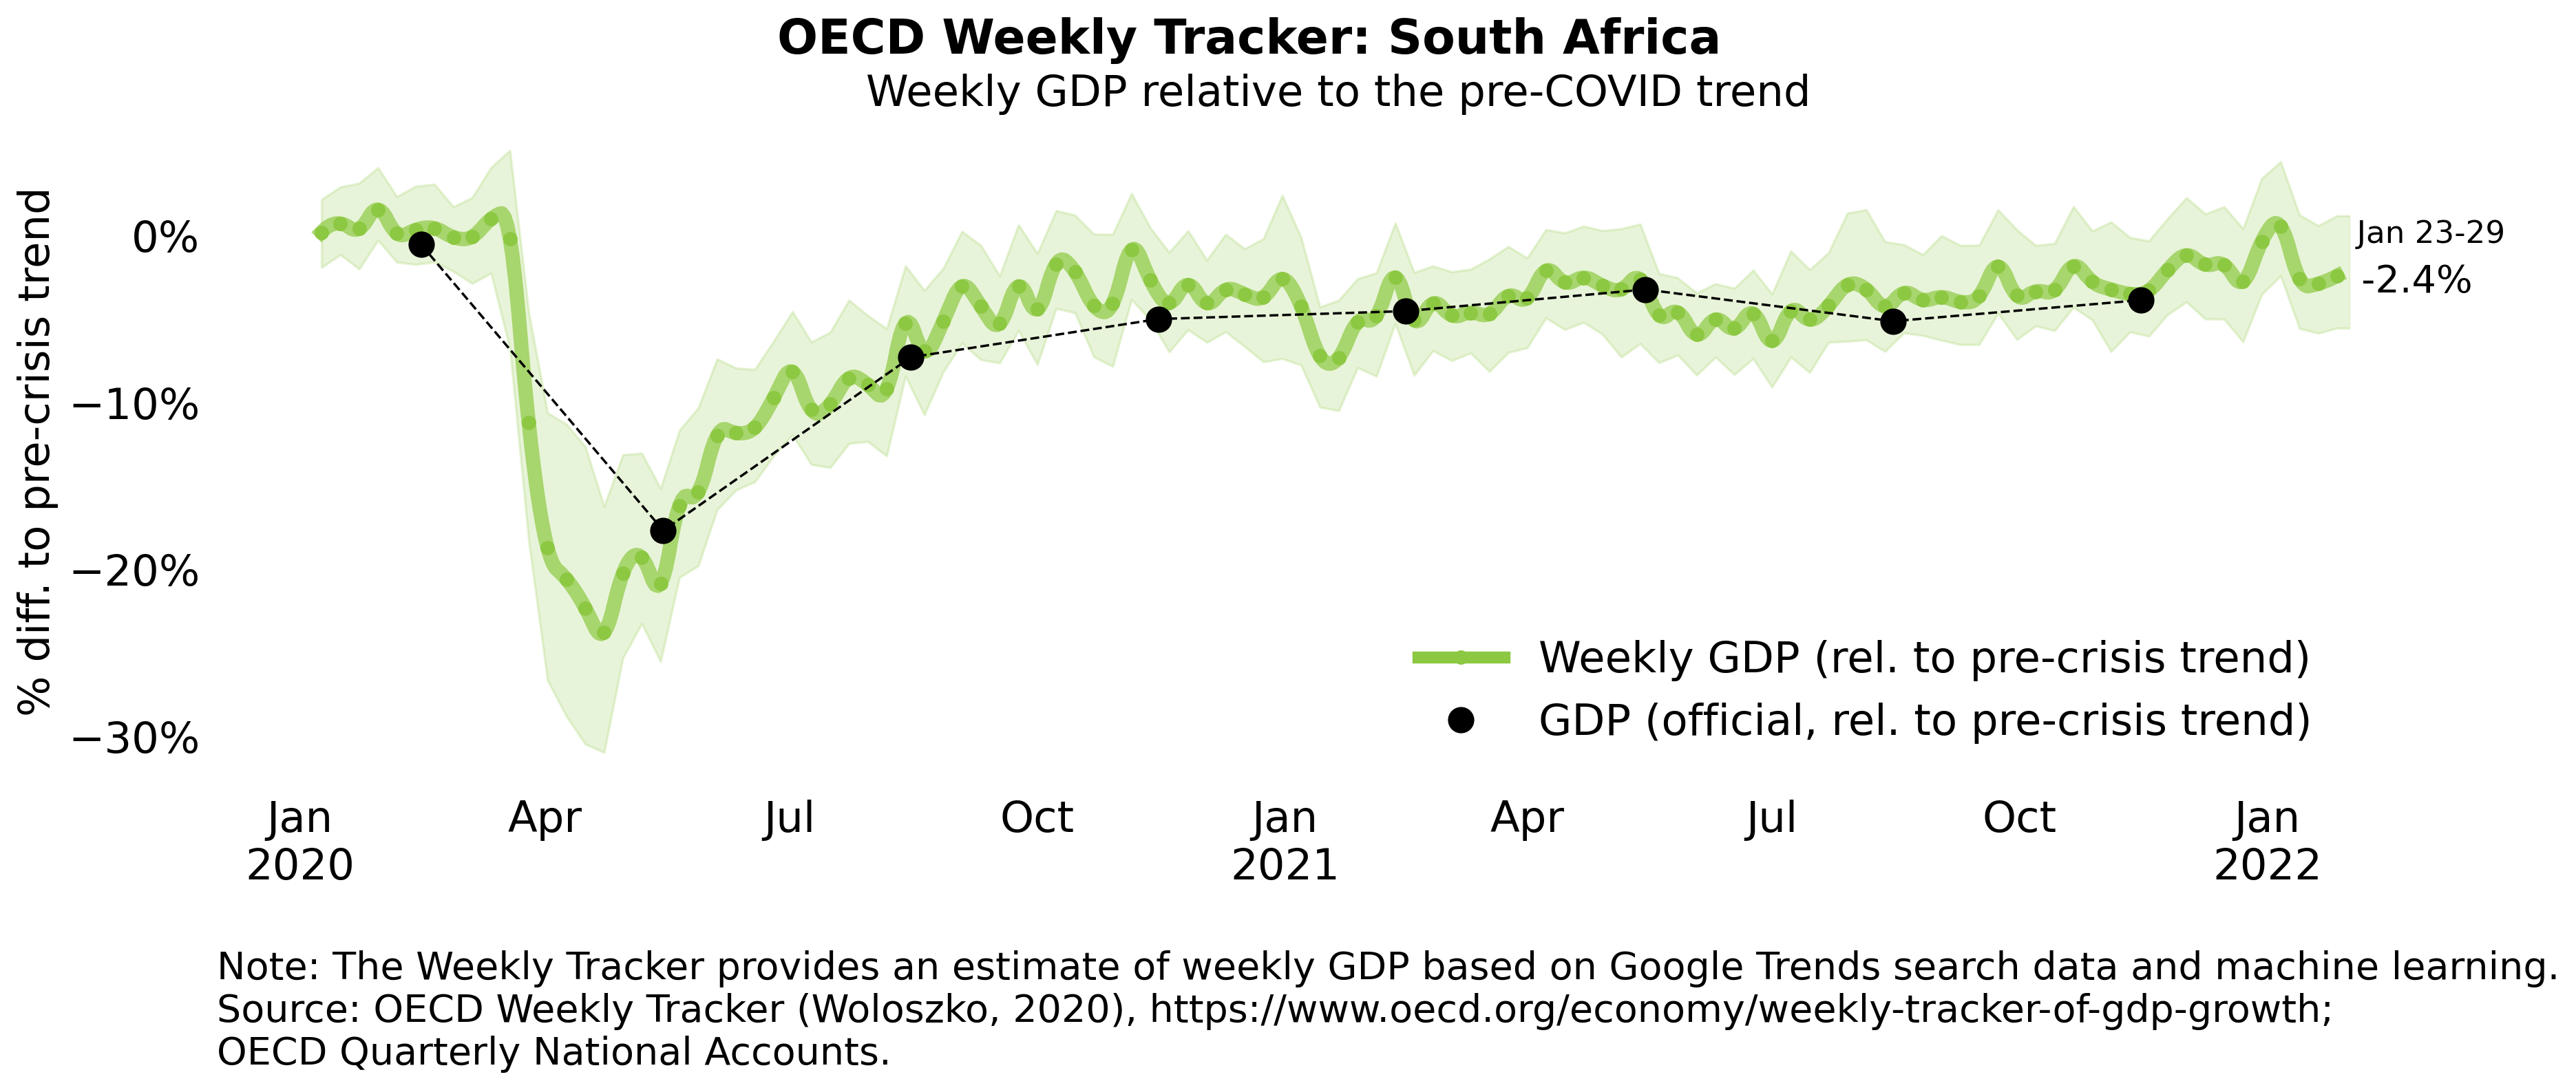 OECD Weekly Tracker: South Africa
Weekly GDP relative to the pre-COVID trend
% diff. to pre-crisis trend
0%
−10%
−20%
−30%
Jan 23-29
-2.4%
Weekly GDP (rel. to pre-crisis trend)
GDP (official, rel. to pre-crisis trend)
Jan Apr Jul Oct Jan Apr Jul Oct Jan
2020 2021 2022
Note: The Weekly Tracker provides an estimate of weekly GDP based on Google Trends search data and machine learning.
Source: OECD Weekly Tracker (Woloszko, 2020), https://www.oecd.org/economy/weekly-tracker-of-gdp-growth;
OECD Quarterly National Accounts.